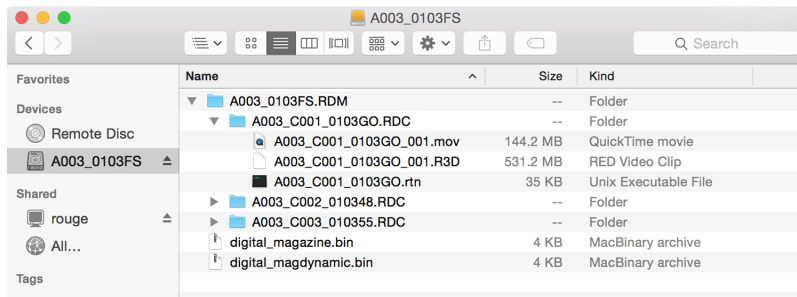 A003_0103FS
Search
Favorites
Devices
Remote Disc
A003_0103FS
Shared
rouge
All...
Tags
Name Size Kind
A003_0103FS.RDM -- Folder
A003_C001_0103GO.RDC -- Folder
A003_C001_0103GO_001.mov 144.2 MB QuickTime movie
A003_C001_0103GO_001.R3D 531.2 MB RED Video Clip
A003_C001_0103GO.rtn 35 KB Unix Executable File
A003_C002_010348.RDC -- Folder
A003_C003_010355.RDC -- Folder
digital_magazine.bin 4 KB MacBinary archive
digital_magdynamic.bin 4 KB MacBinary archive